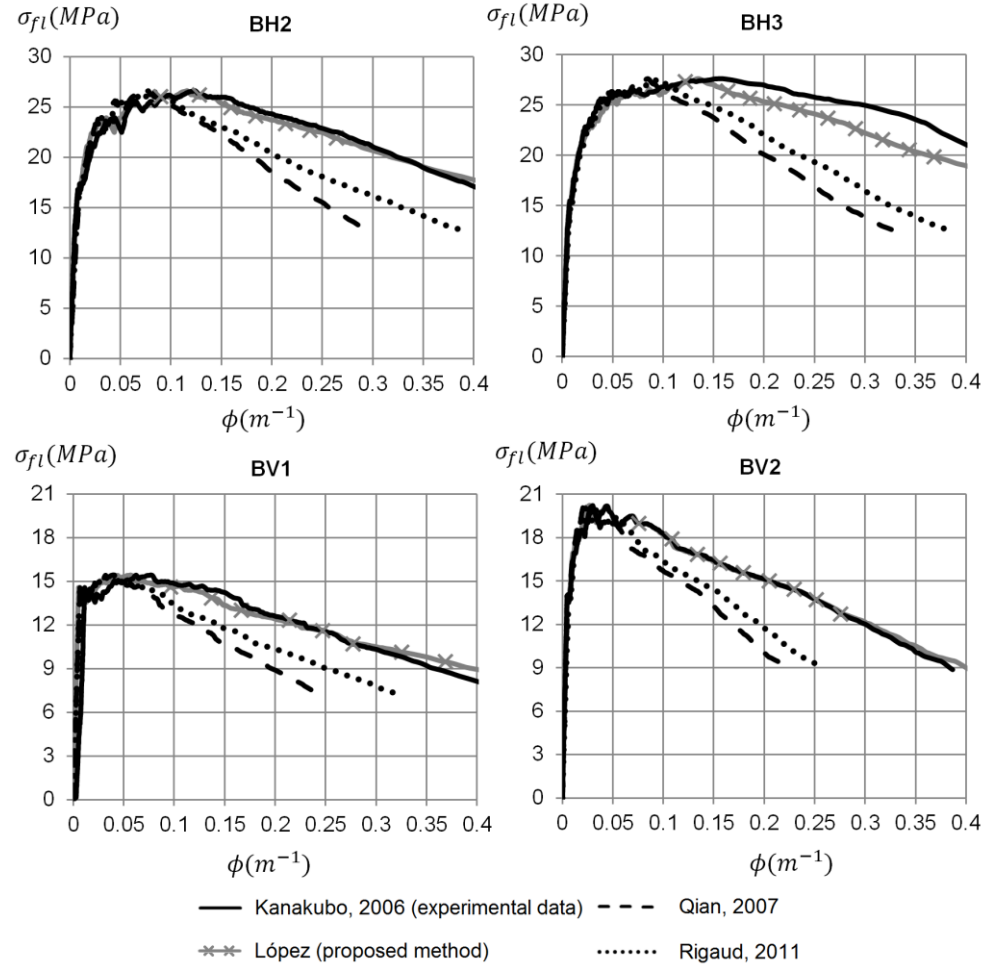 σfl(MPa)
BH2
30
25
20
15
10
5
0
0 0.05 0.1 0.15 0.2 0.25 0.3 0.35 0.4
ϕ(m⁻¹)
σfl(MPa)
BH3
30
25
20
15
10
5
0
0 0.05 0.1 0.15 0.2 0.25 0.3 0.35 0.4
ϕ(m⁻¹)
σfl(MPa)
BV1
21
18
15
12
9
6
3
0
0 0.05 0.1 0.15 0.2 0.25 0.3 0.35 0.4
ϕ(m⁻¹)
σfl(MPa)
BV2
21
18
15
12
9
6
3
0
0 0.05 0.1 0.15 0.2 0.25 0.3 0.35 0.4
ϕ(m⁻¹)
Kanakubo, 2006 (experimental data)
Qian, 2007
López (proposed method)
Rigaud, 2011